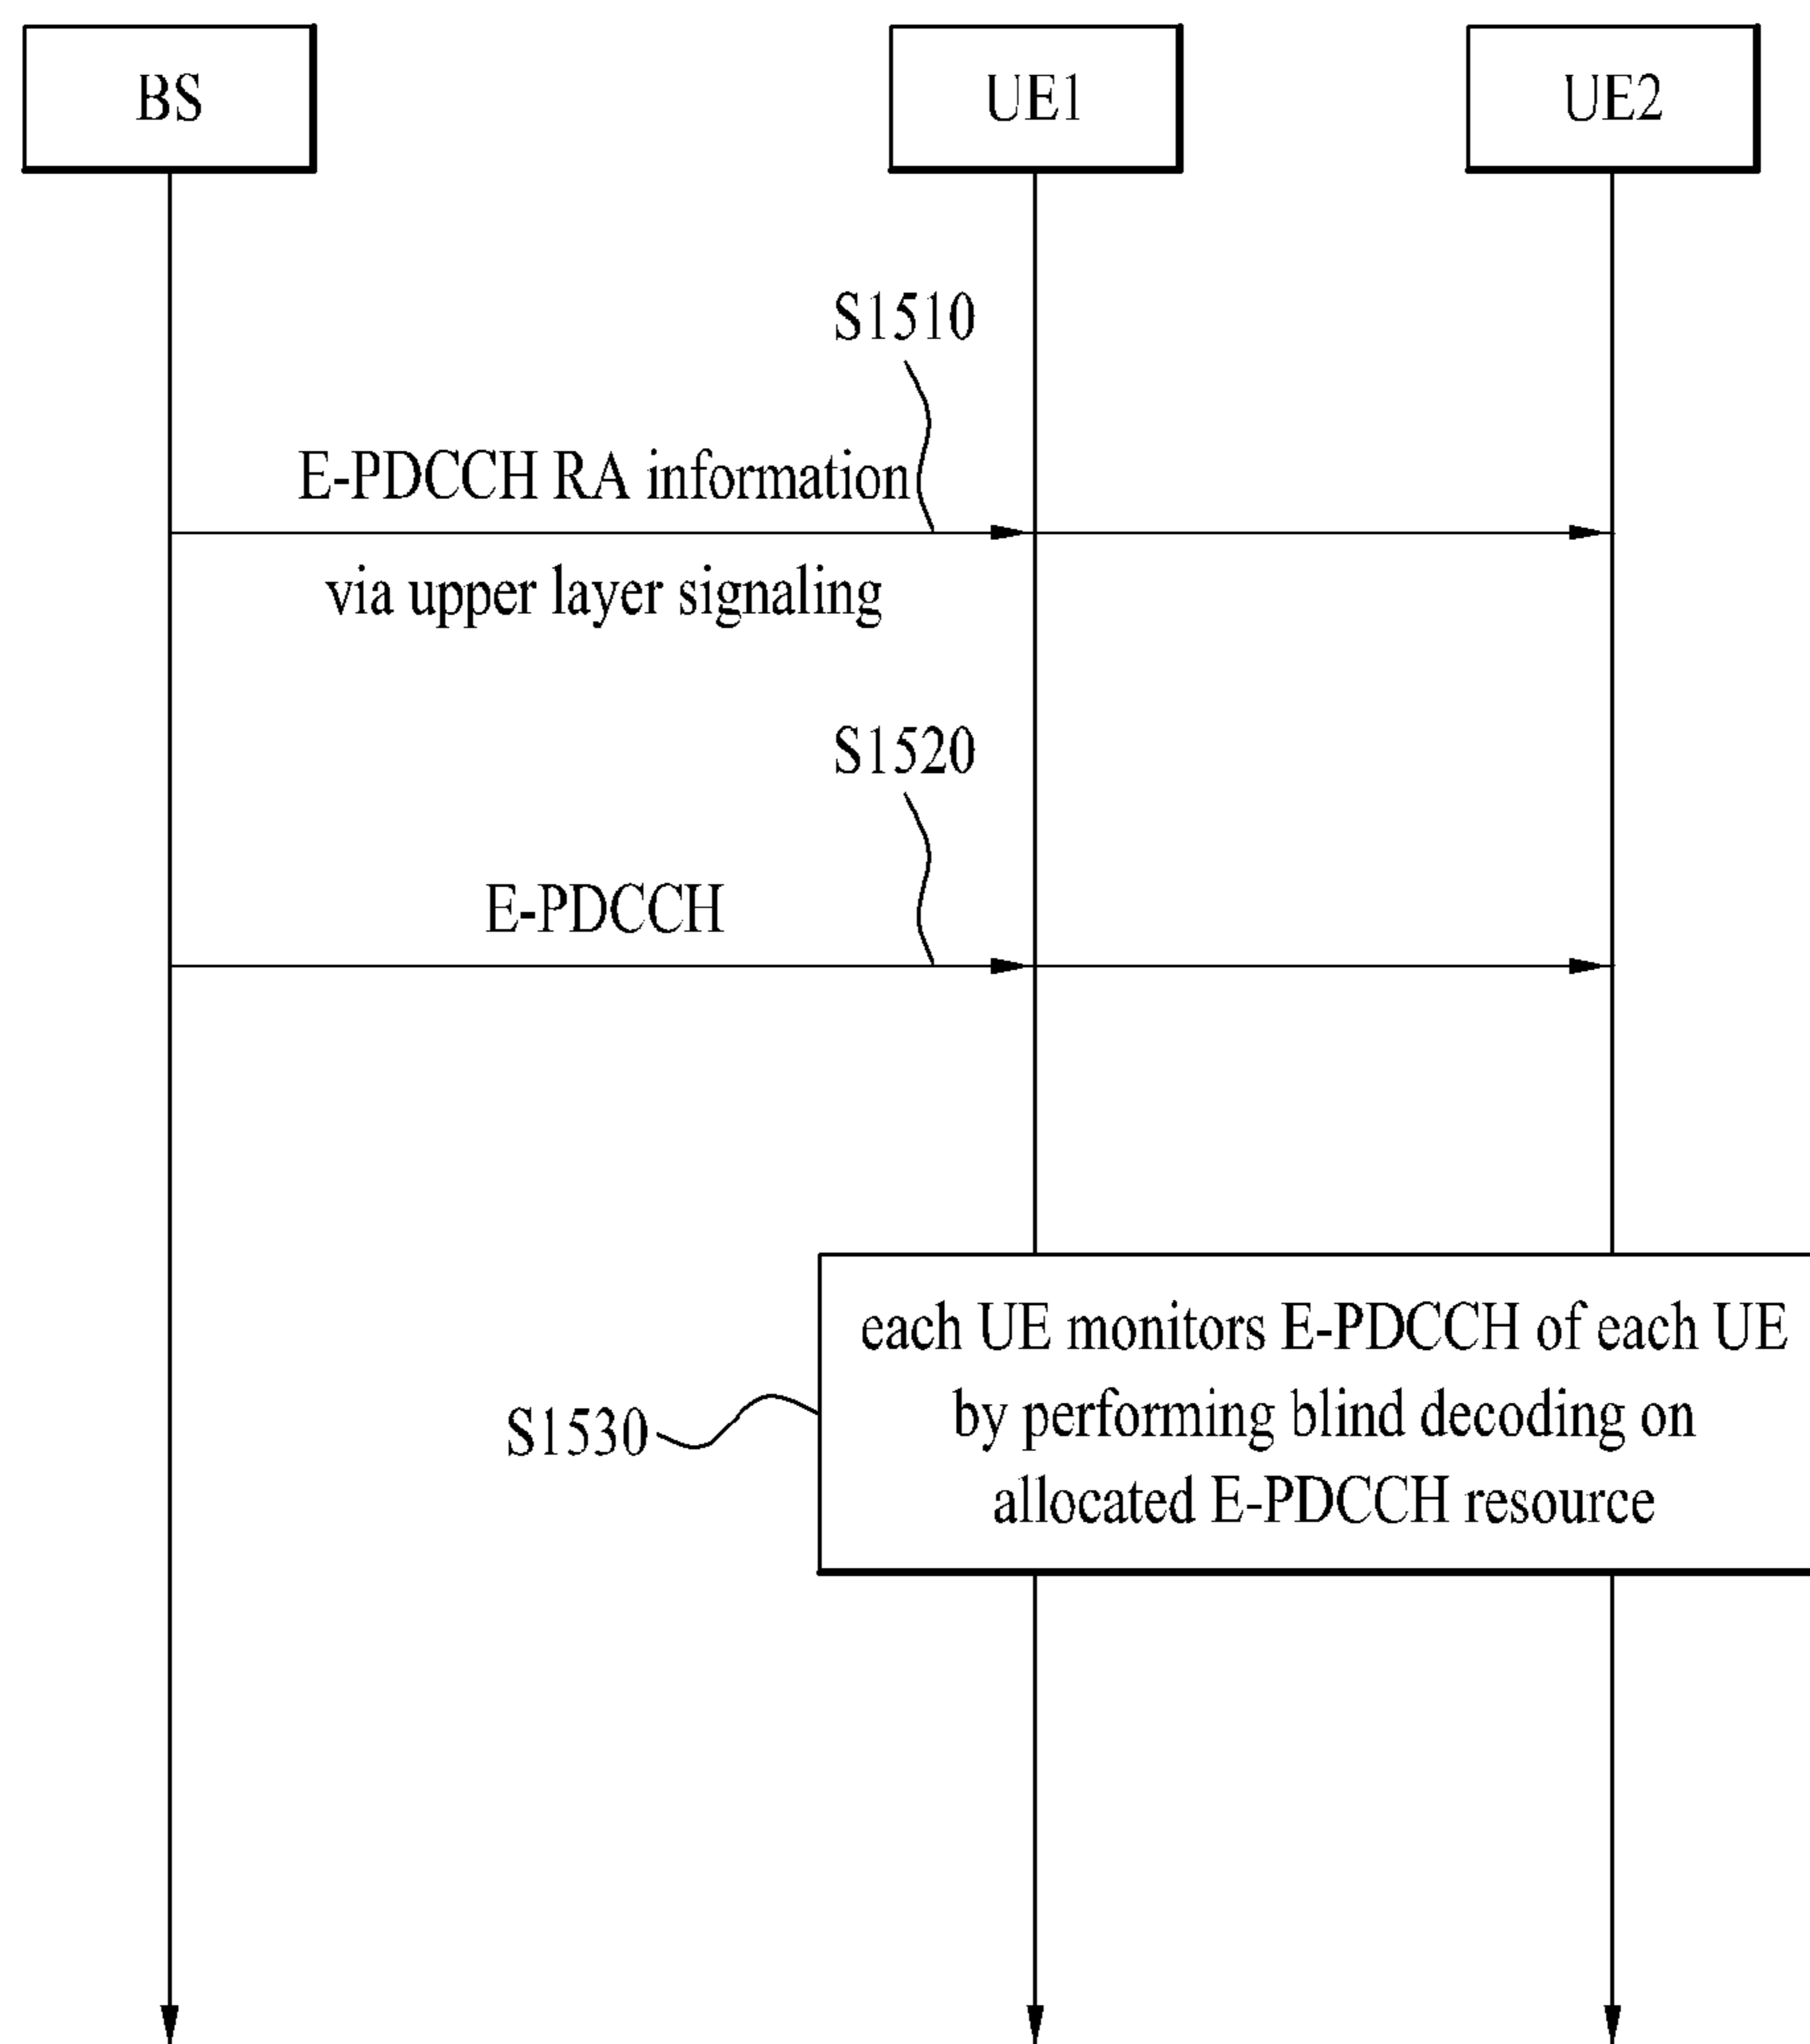 BS
UE1
UE2
S1510
E-PDCCH RA information
via upper layer signaling
S1520
E-PDCCH
each UE monitors E-PDCCH of each UE
by performing blind decoding on
S1530
allocated E-PDCCH resource